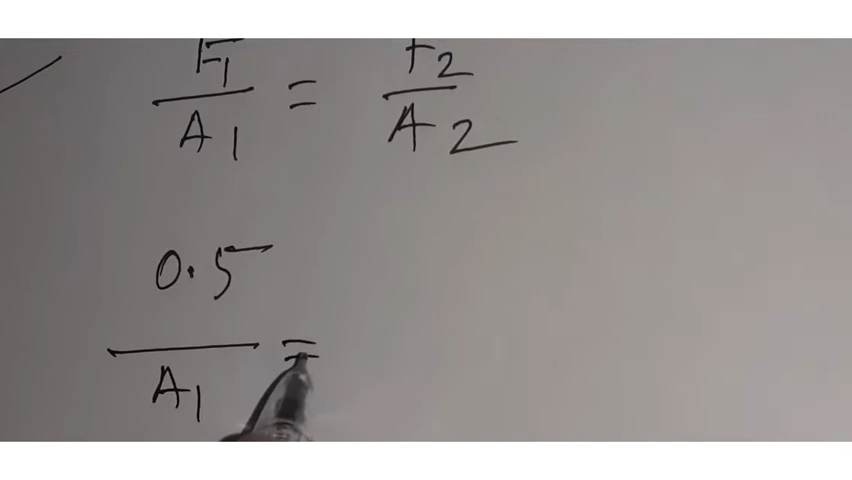 F1/A1 = F2/A2
0.5/A1 =